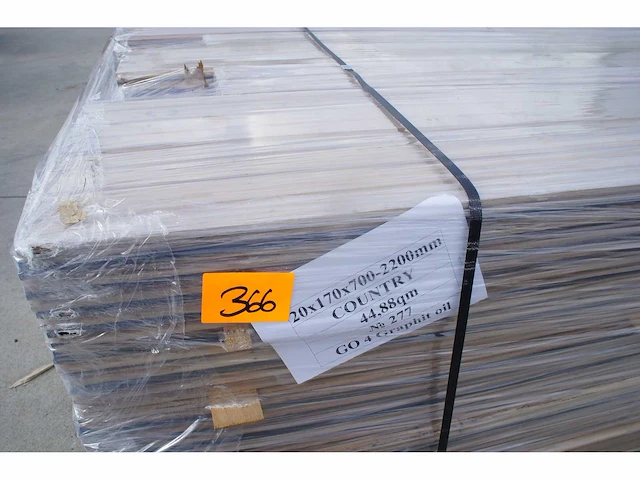 366
20x170x700-2200mm
COUNTRY
44.88qm
№ 277
GO 4 Graphit oil